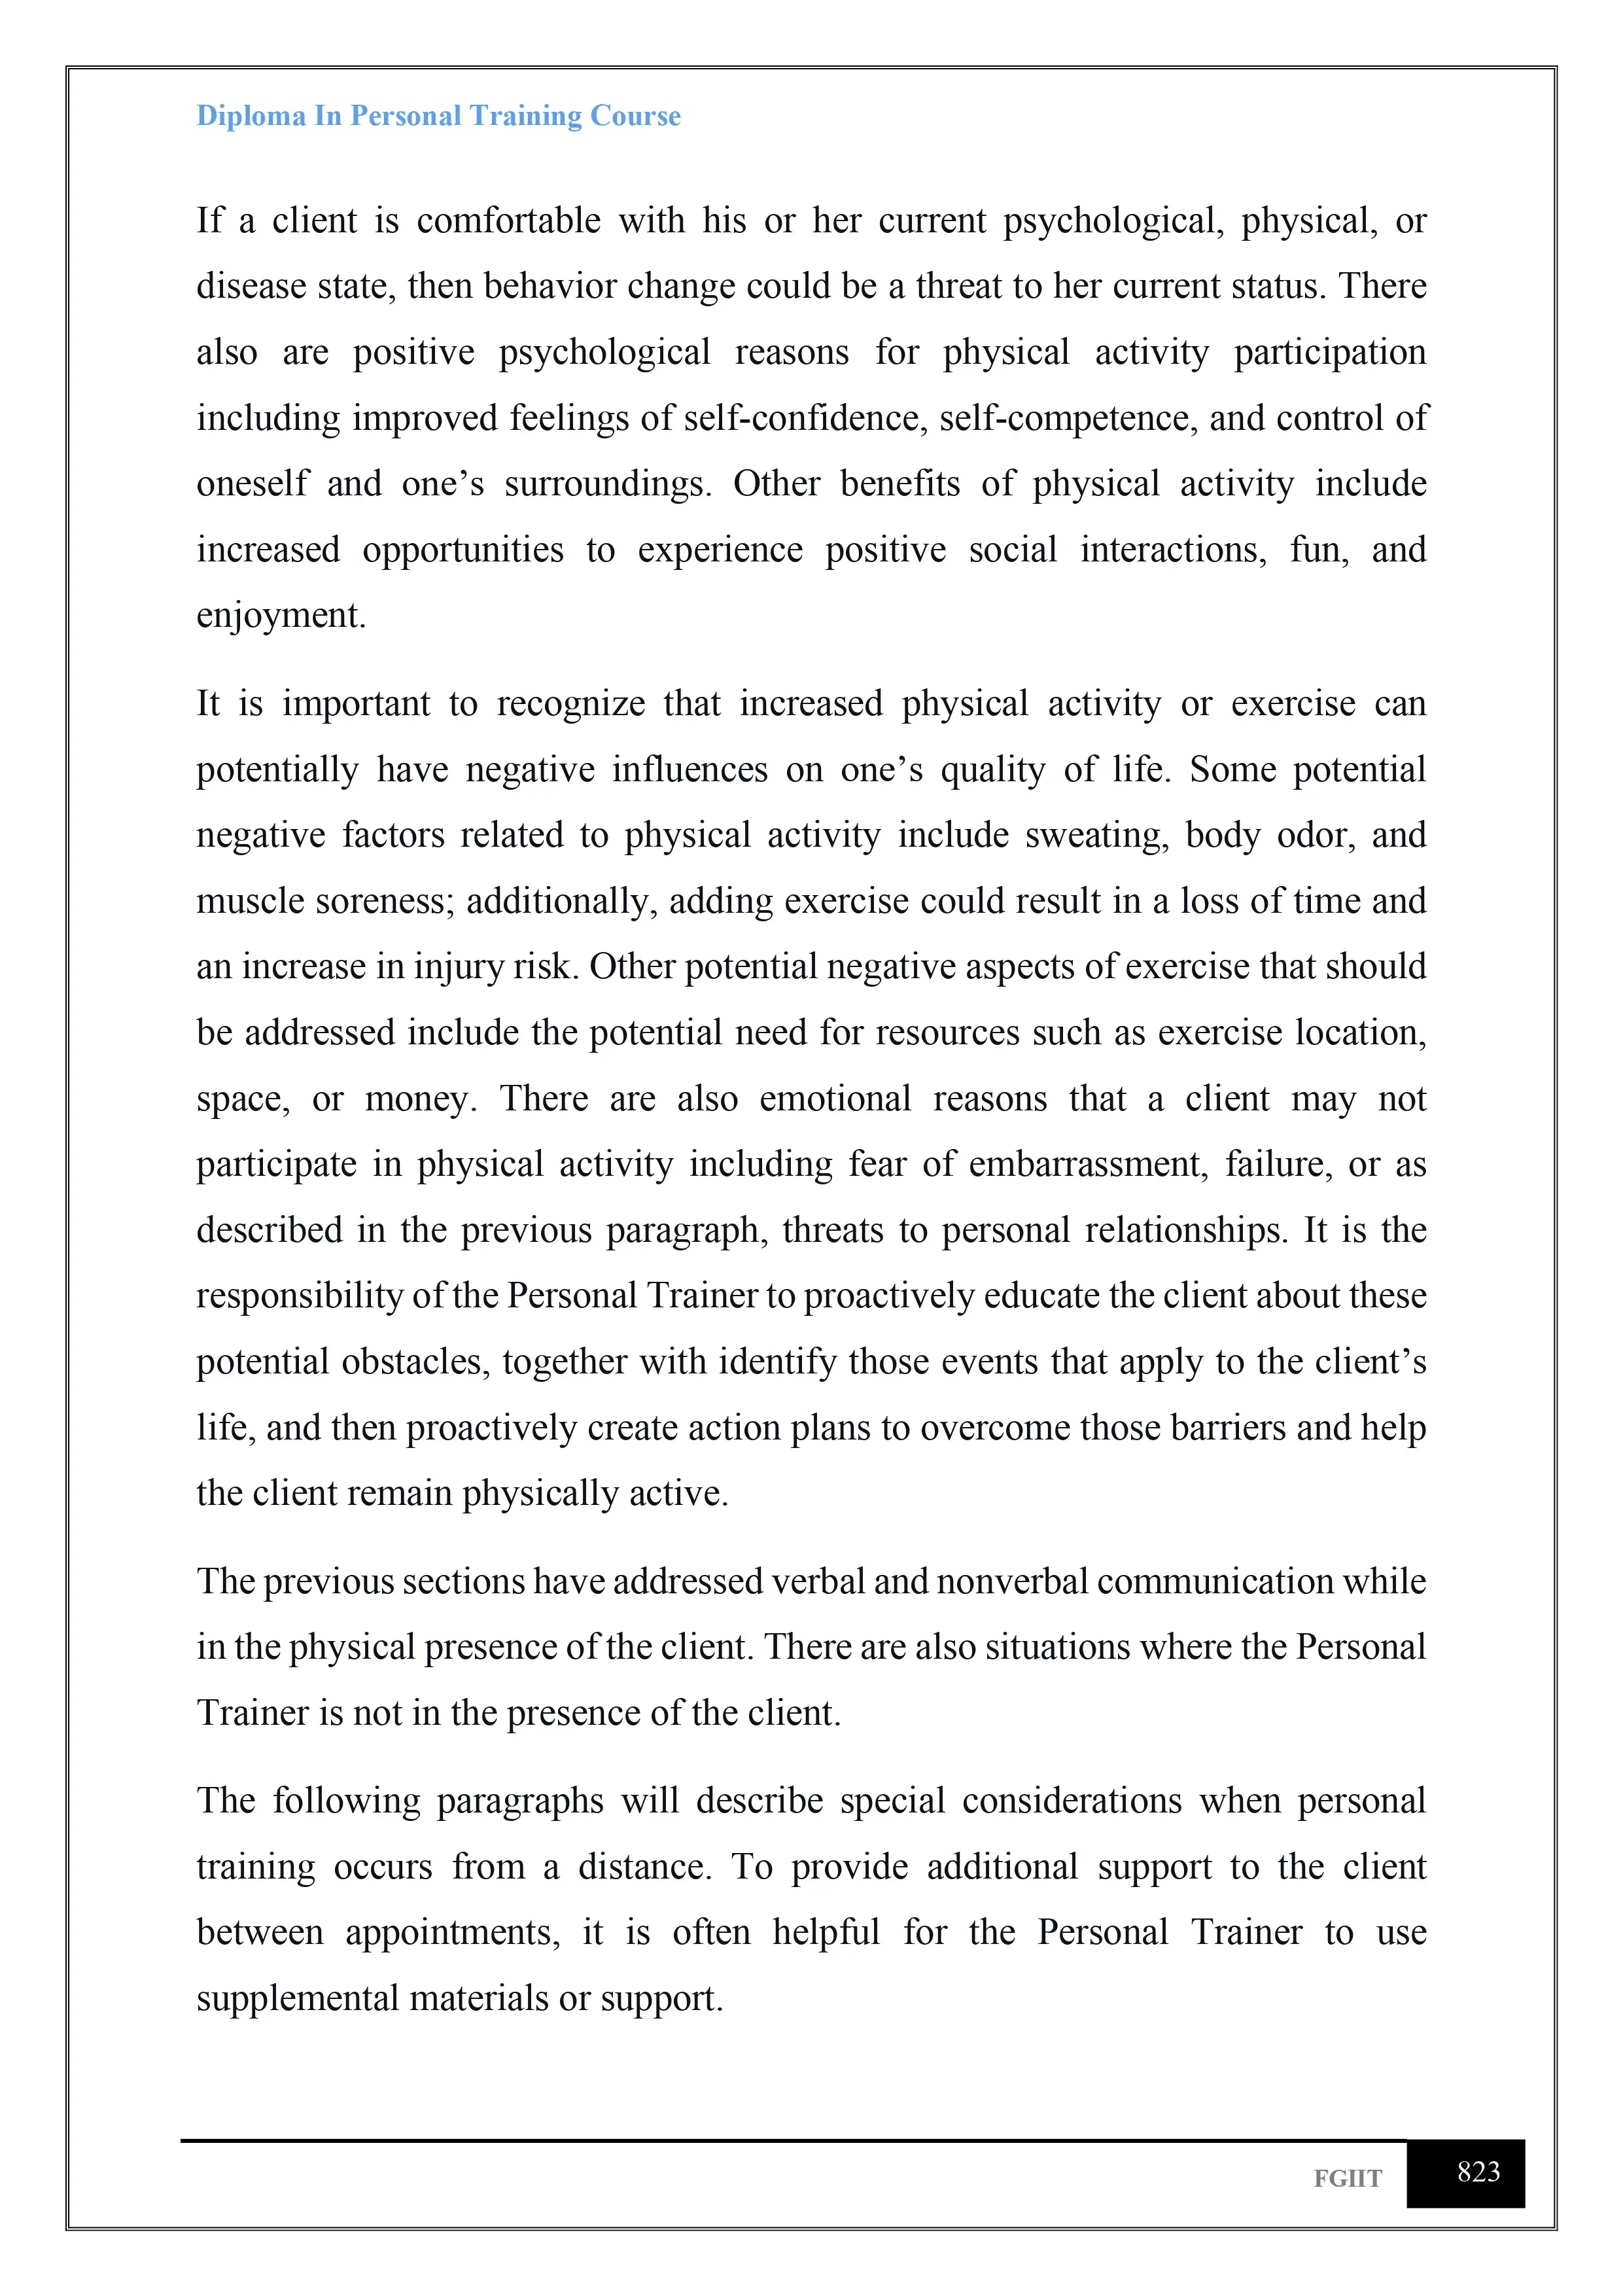 Diploma In Personal Training Course
If a client is comfortable with his or her current psychological, physical, or
disease state, then behavior change could be a threat to her current status. There
also are positive psychological reasons for physical activity participation
including improved feelings of self-confidence, self-competence, and control of
oneself and one’s surroundings. Other benefits of physical activity include
increased opportunities to experience positive social interactions, fun, and
enjoyment.
It is important to recognize that increased physical activity or exercise can
potentially have negative influences on one’s quality of life. Some potential
negative factors related to physical activity include sweating, body odor, and
muscle soreness; additionally, adding exercise could result in a loss of time and
an increase in injury risk. Other potential negative aspects of exercise that should
be addressed include the potential need for resources such as exercise location,
space, or money. There are also emotional reasons that a client may not
participate in physical activity including fear of embarrassment, failure, or as
described in the previous paragraph, threats to personal relationships. It is the
responsibility of the Personal Trainer to proactively educate the client about these
potential obstacles, together with identify those events that apply to the client’s
life, and then proactively create action plans to overcome those barriers and help
the client remain physically active.
The previous sections have addressed verbal and nonverbal communication while
in the physical presence of the client. There are also situations where the Personal
Trainer is not in the presence of the client.
The following paragraphs will describe special considerations when personal
training occurs from a distance. To provide additional support to the client
between appointments, it is often helpful for the Personal Trainer to use
supplemental materials or support.
FGIIT 823